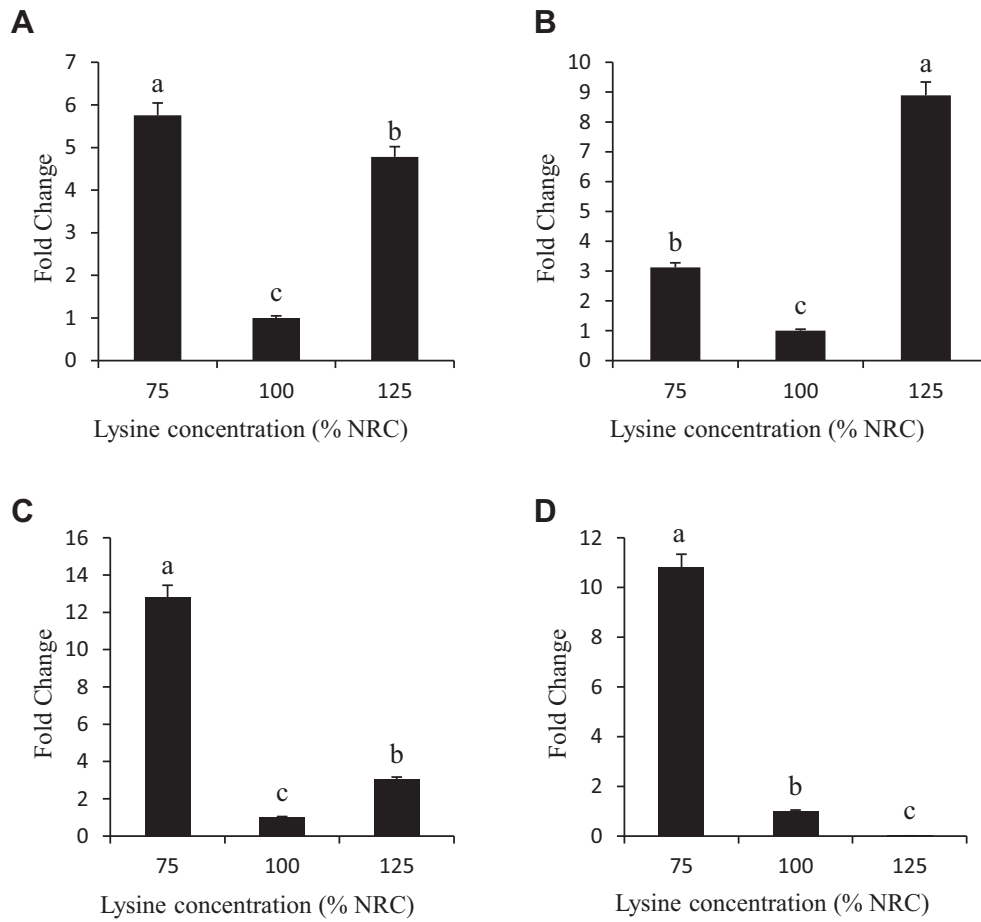 A
7
6
5
4
3
2
1
0
Fold Change
a
c
b
75 100 125
Lysine concentration (% NRC)
B
10
9
8
7
6
5
4
3
2
1
0
Fold Change
b
c
a
75 100 125
Lysine concentration (% NRC)
C
16
14
12
10
8
6
4
2
0
Fold Change
a
c
b
75 100 125
Lysine concentration (% NRC)
D
12
10
8
6
4
2
0
Fold Change
a
b
c
75 100 125
Lysine concentration (% NRC)